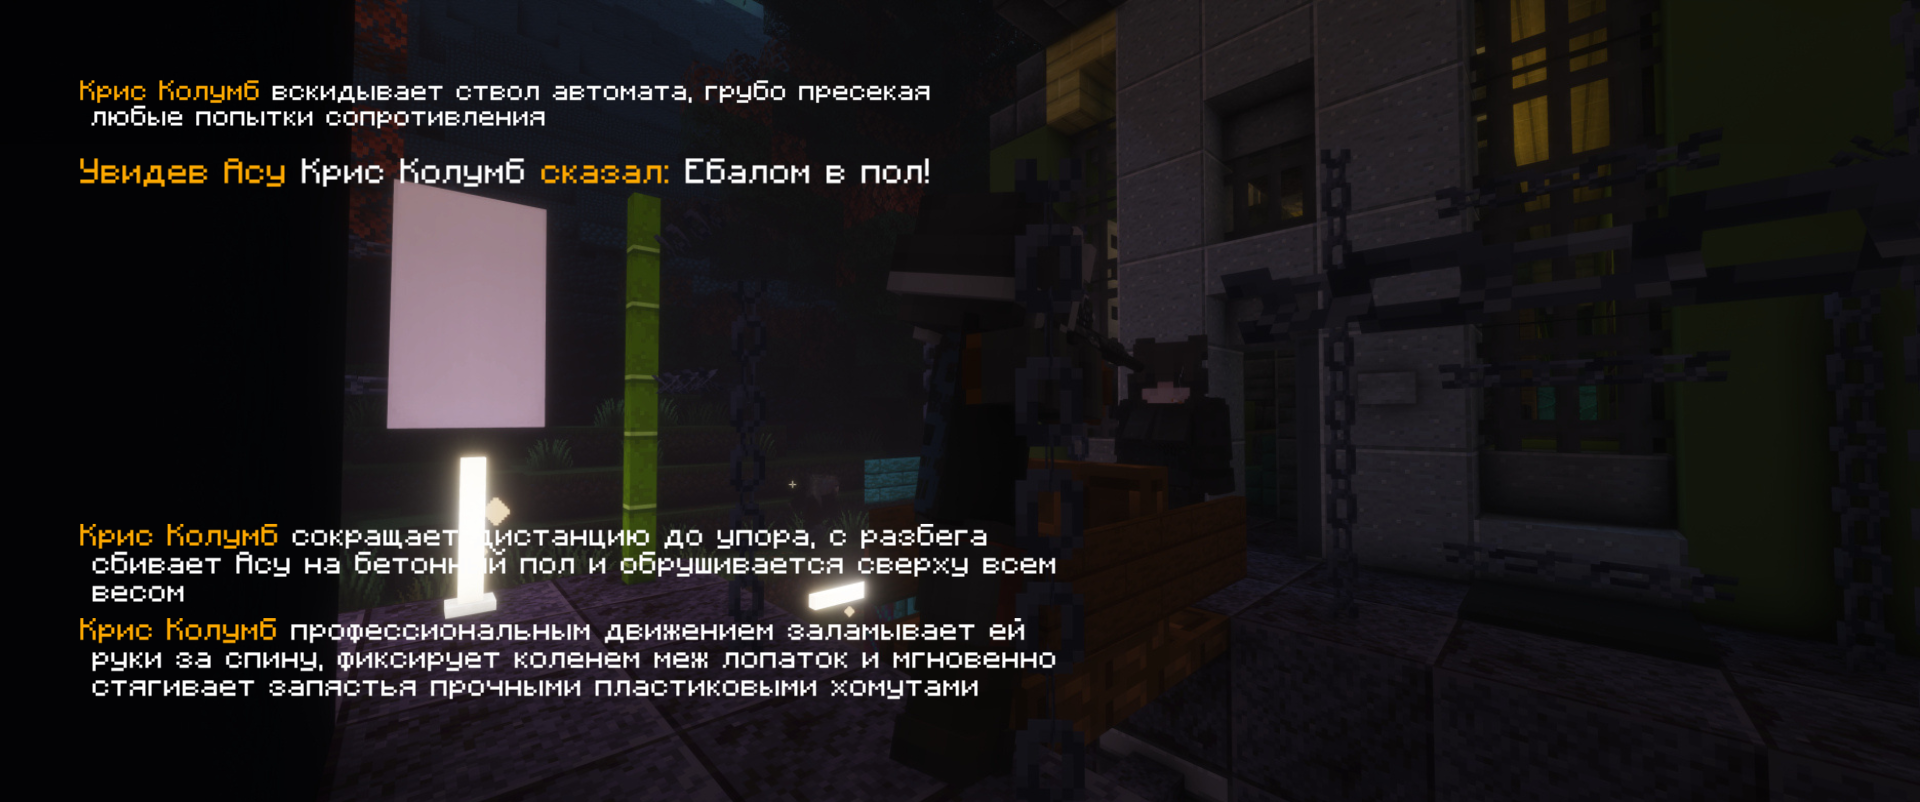 Крис Колумб вскидывает ствол автомата, грубо пресекая
любые попытки сопротивления
Увидев Асу Крис Колумб сказал: Ебалом в пол!
Крис Колумб сокращает дистанцию до упора, с разбега
сбивает Асу на бетонный пол и обрушивается сверху всем
весом
Крис Колумб профессиональным движением заламывает ей
руки за спину, фиксирует коленем меж лопаток и мгновенно
стягивает запястья прочными пластиковыми хомутами